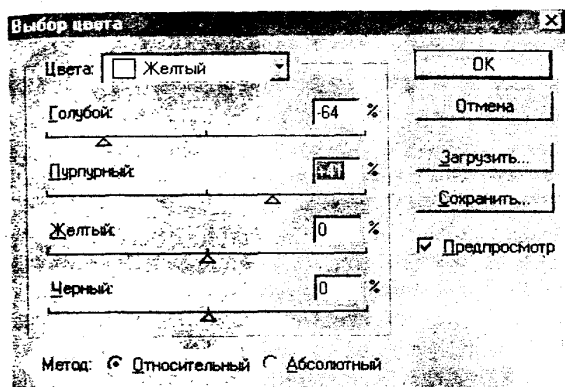 Выбор цвета
Цвета: Желтый
OK
Голубой: -64 %
Отмена
Пурпурный: +41 %
Загрузить...
Сохранить...
Желтый: 0 %
Предпросмотр
Черный: 0 %
Метод: Относительный Абсолютный